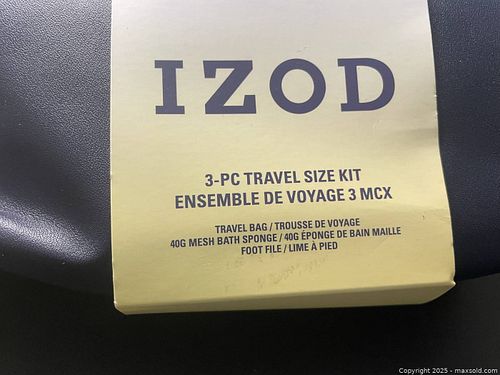 IZOD
3-PC TRAVEL SIZE KIT
ENSEMBLE DE VOYAGE 3 MCX
TRAVEL BAG / TROUSSE DE VOYAGE
40G MESH BATH SPONGE / 40G ÉPONGE DE BAIN MAILLE
FOOT FILE / LIME À PIED
Copyright © 2025 - maxsold.com